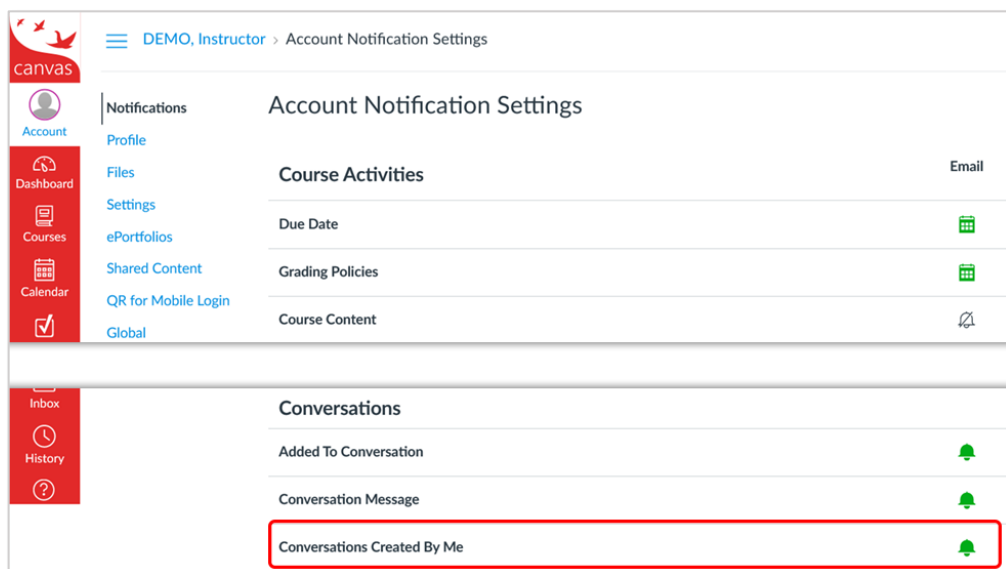 canvas
DEMO, Instructor > Account Notification Settings
Account
Dashboard
Courses
Calendar
Notifications
Profile
Files
Settings
ePortfolios
Shared Content
QR for Mobile Login
Global
Account Notification Settings
Course Activities Email
Due Date
Grading Policies
Course Content
Inbox
History
Conversations
Added To Conversation
Conversation Message
Conversations Created By Me